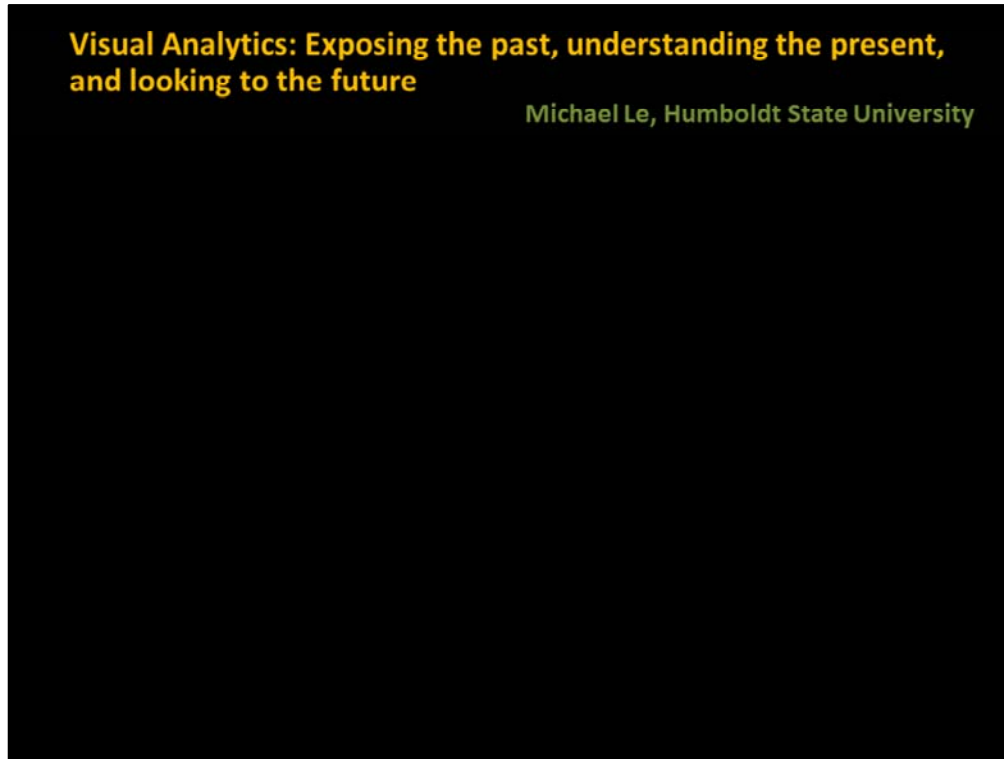 Visual Analytics: Exposing the past, understanding the present,
and looking to the future
Michael Le, Humboldt State University